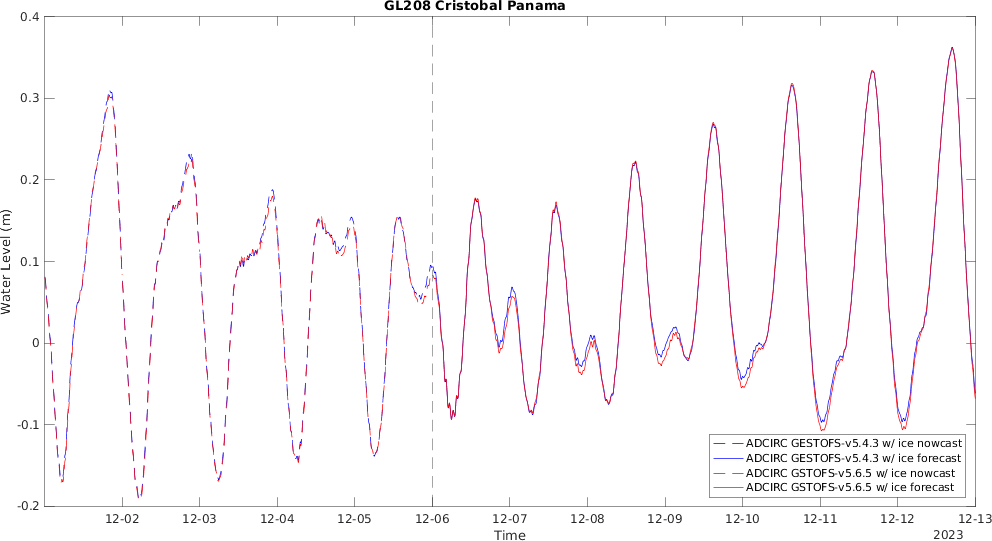 GL208 Cristobal Panama
0.4
0.3
0.2
0.1
0
-0.1
-0.2
Water Level (m)
ADCIRC GESTOFS-v5.4.3 w/ ice nowcast
ADCIRC GESTOFS-v5.4.3 w/ ice forecast
ADCIRC GSTOFS-v5.6.5 w/ ice nowcast
ADCIRC GSTOFS-v5.6.5 w/ ice forecast
12-02 12-03 12-04 12-05 12-06 12-07 12-08 12-09 12-10 12-11 12-12 12-13
Time
2023